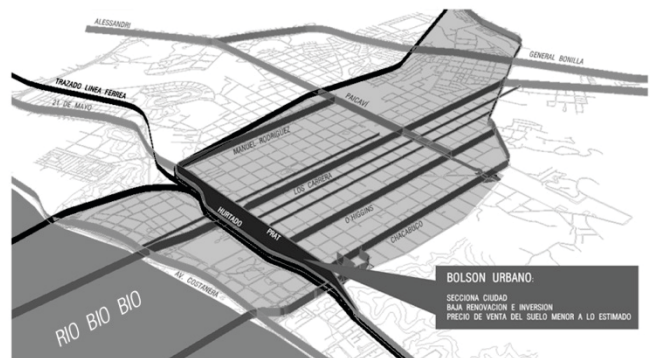 ALESSANDRI
GENERAL BONILLA
TRAZADO LINEA FERREA
21 DE MAYO
PAICAVÍ
MANUEL RODRIGUEZ
LOS CARRERA
HURTADO
PRAT
O'HIGGINS
CHACABUCO
AV. COSTANERA
RIO BIO BIO
BOLSON URBANO:
SECCIONA CIUDAD
BAJA RENOVACION E INVERSION
PRECIO DE VENTA DEL SUELO MENOR A LO ESTIMADO